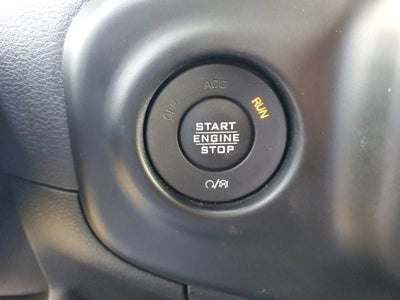 OFF ACC RUN
START
ENGINE
STOP